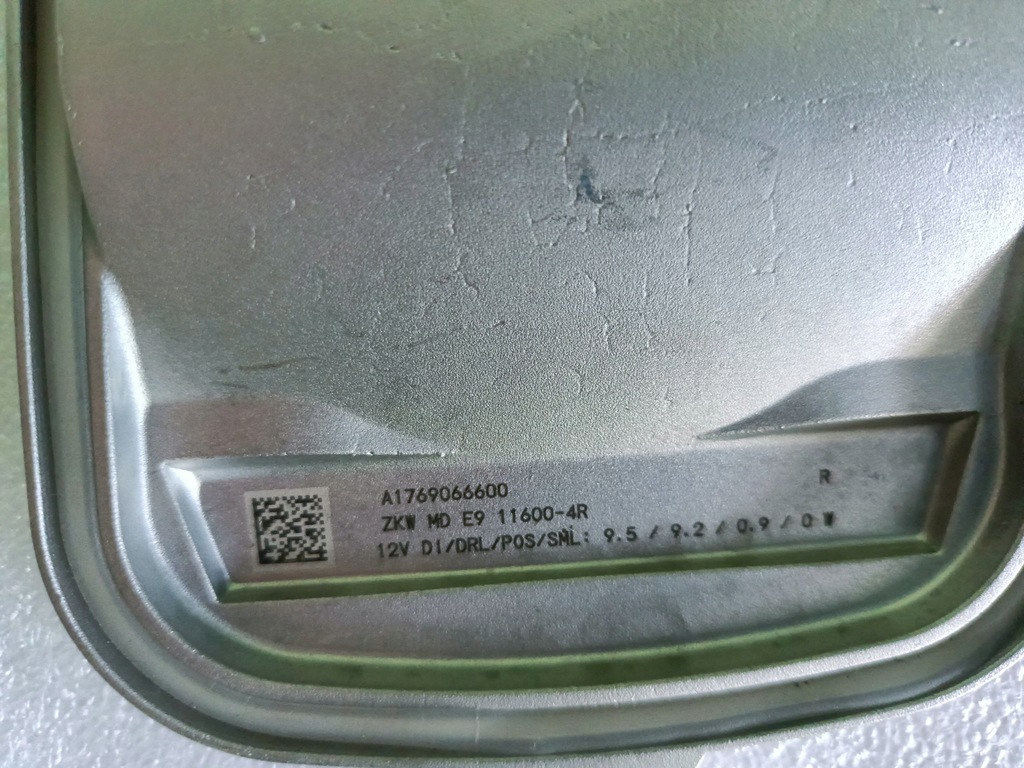 A1769066600
R
ZKW MD E9 11600-4R
12V DI/DRL/POS/SML: 9.5 / 9.2 / 0.9 / 0 W